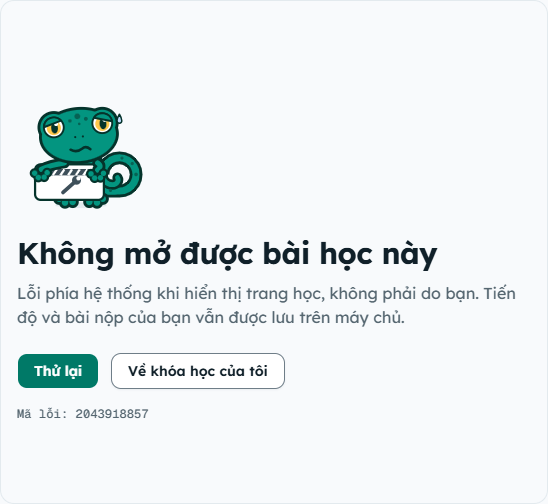 Không mở được bài học này
Lỗi phía hệ thống khi hiển thị trang học, không phải do bạn. Tiến
độ và bài nộp của bạn vẫn được lưu trên máy chủ.
Thử lại
Về khóa học của tôi
Mã lỗi: 2043918857